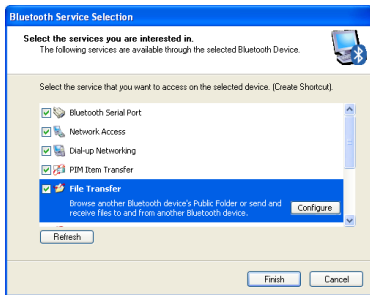 Bluetooth Service Selection
Select the services you are interested in.
The following services are available through the selected Bluetooth Device.
Select the service that you want to access on the selected device. (Create Shortcut).
Bluetooth Serial Port
Network Access
Dial-up Networking
PIM Item Transfer
File Transfer
Browse another Bluetooth device's Public Folder or send and
receive files to and from another Bluetooth device.
Configure
Refresh
Finish
Cancel